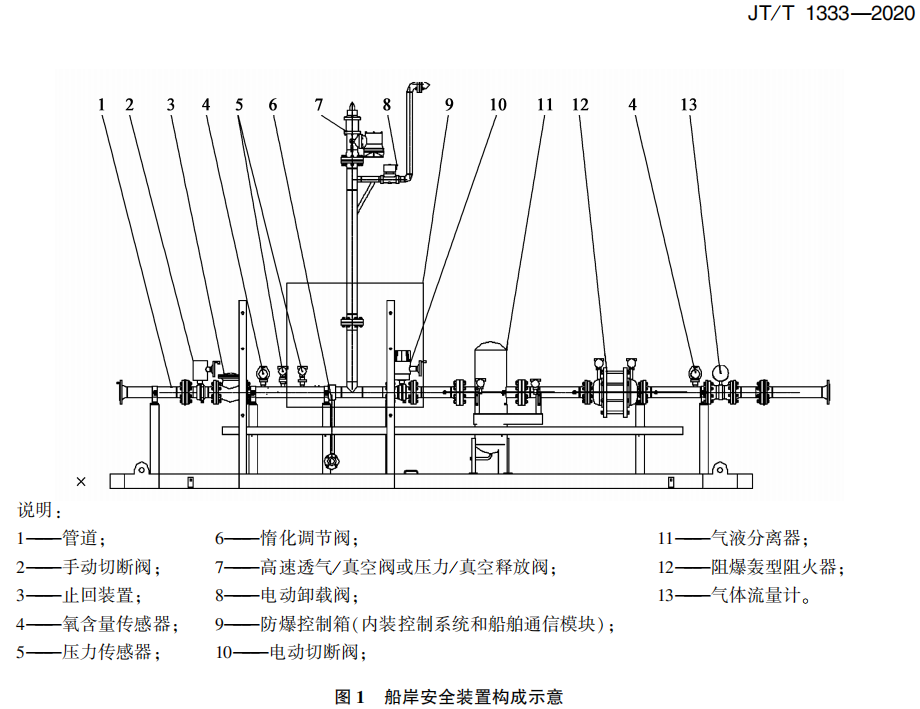 JT/T 1333—2020
1 2 3 4 5 6 7 8 9 10 11 12 4 13
说明：
1——管道； 6——惰化调节阀； 11——气液分离器；
2——手动切断阀； 7——高速透气/真空阀或压力/真空释放阀； 12——阻爆轰型阻火器；
3——止回装置； 8——电动卸载阀； 13——气体流量计。
4——氧含量传感器； 9——防爆控制箱(内装控制系统和船舶通信模块)；
5——压力传感器； 10——电动切断阀；
图 1 船岸安全装置构成示意